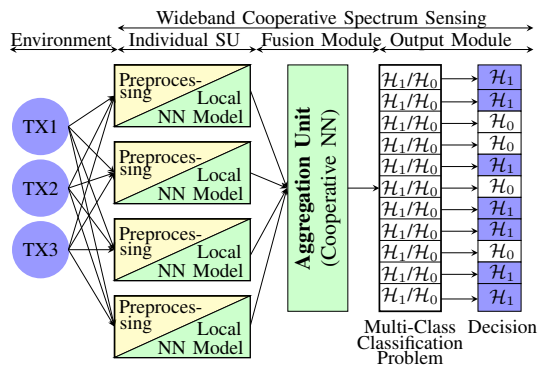 Wideband Cooperative Spectrum Sensing
Environment Individual SU Fusion Module Output Module
TX1
TX2
TX3
Preproces-
sing
Local
NN Model
Preproces-
sing
Local
NN Model
Preproces-
sing
Local
NN Model
Preproces-
sing
Local
NN Model
Aggregation Unit
(Cooperative NN)
ℋ₁/ℋ₀ ℋ₁
ℋ₁/ℋ₀ ℋ₁
ℋ₁/ℋ₀ ℋ₀
ℋ₁/ℋ₀ ℋ₀
ℋ₁/ℋ₀ ℋ₁
ℋ₁/ℋ₀ ℋ₀
ℋ₁/ℋ₀ ℋ₁
ℋ₁/ℋ₀ ℋ₁
ℋ₁/ℋ₀ ℋ₀
ℋ₁/ℋ₀ ℋ₁
ℋ₁/ℋ₀ ℋ₁
Multi-Class
Classification
Problem
Decision